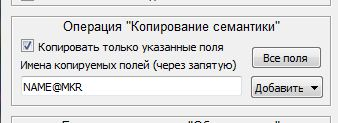 Операция "Копирование семантики"
Копировать только указанные поля
Имена копируемых полей (через запятую)
Все поля
NAME@MKR
Добавить